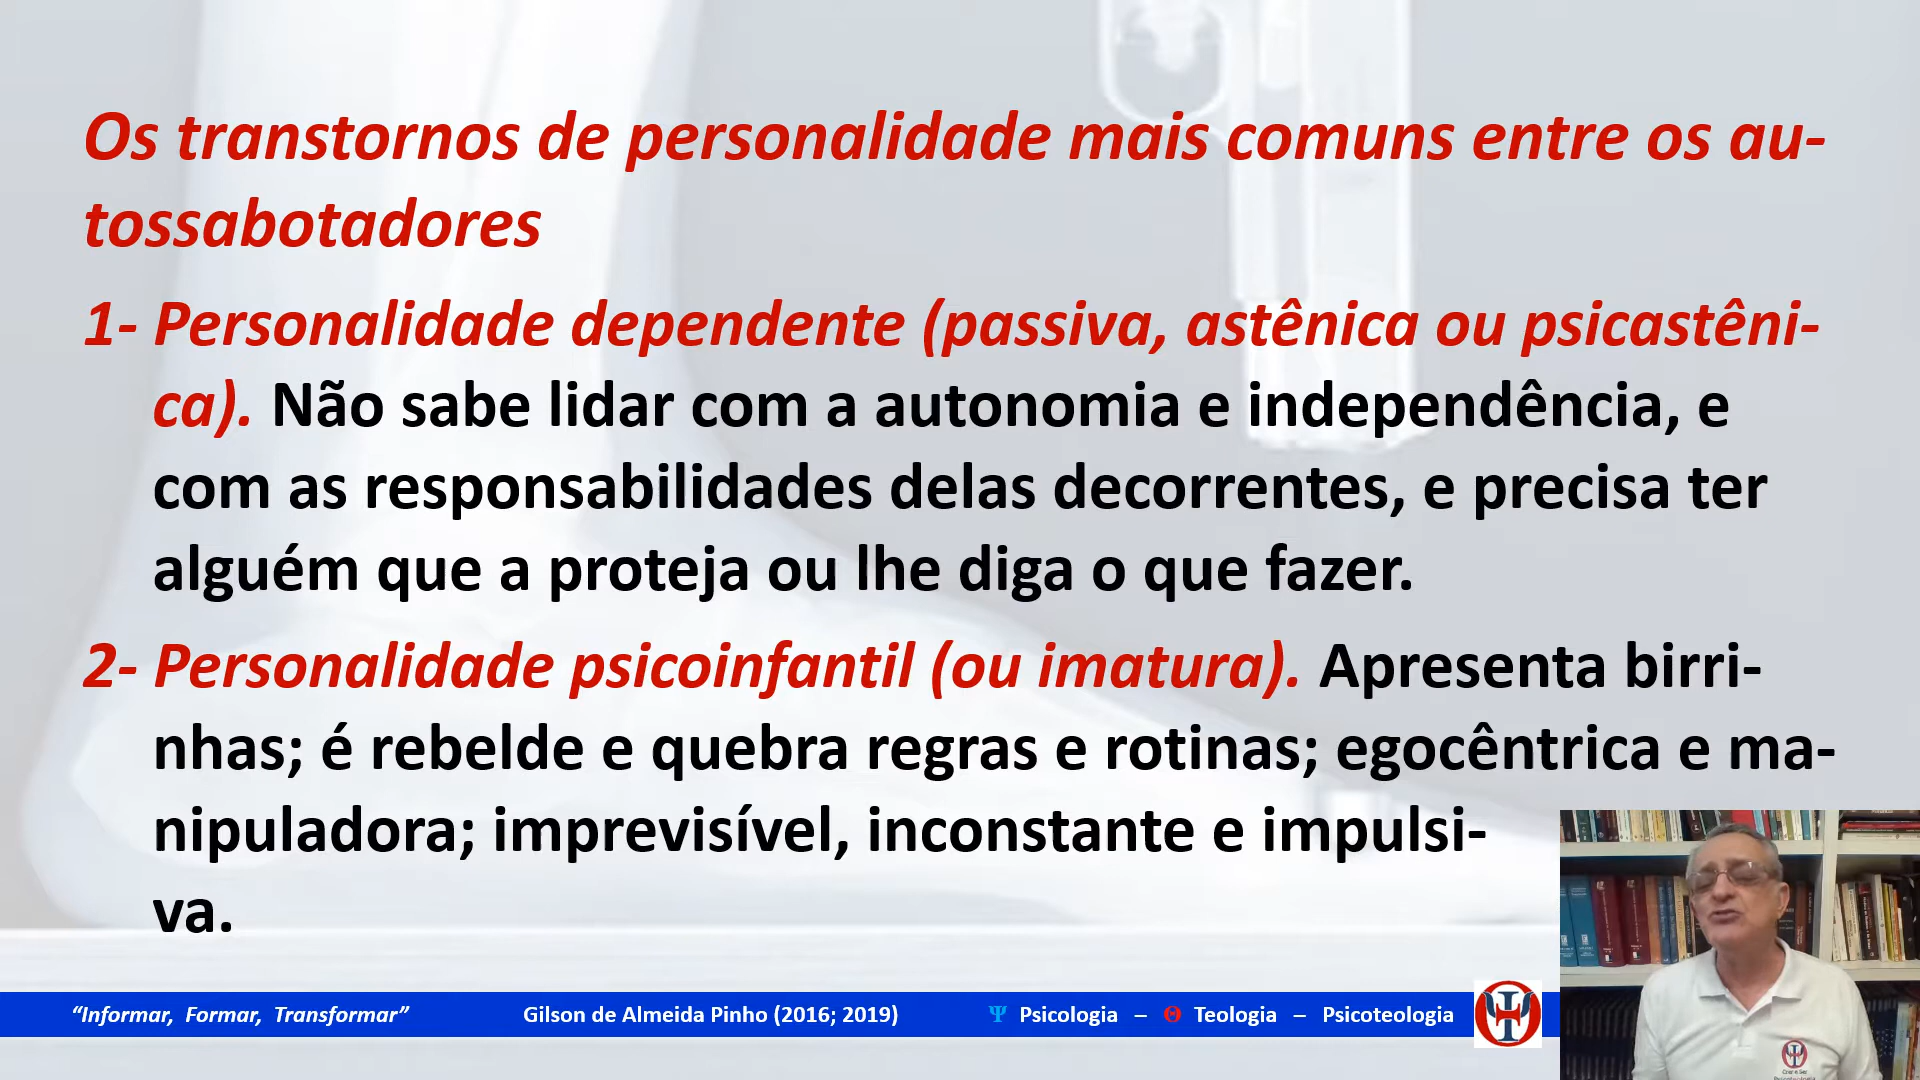 Os transtornos de personalidade mais comuns entre os au-
tossabotadores
1- Personalidade dependente (passiva, astênica ou psicastêni-
ca). Não sabe lidar com a autonomia e independência, e
com as responsabilidades delas decorrentes, e precisa ter
alguém que a proteja ou lhe diga o que fazer.
2- Personalidade psicoinfantil (ou imatura). Apresenta birri-
nhas; é rebelde e quebra regras e rotinas; egocêntrica e ma-
nipuladora; imprevisível, inconstante e impulsi-
va.
“Informar, Formar, Transformar” Gilson de Almeida Pinho (2016; 2019) Ψ Psicologia – Θ Teologia – Psicoteologia